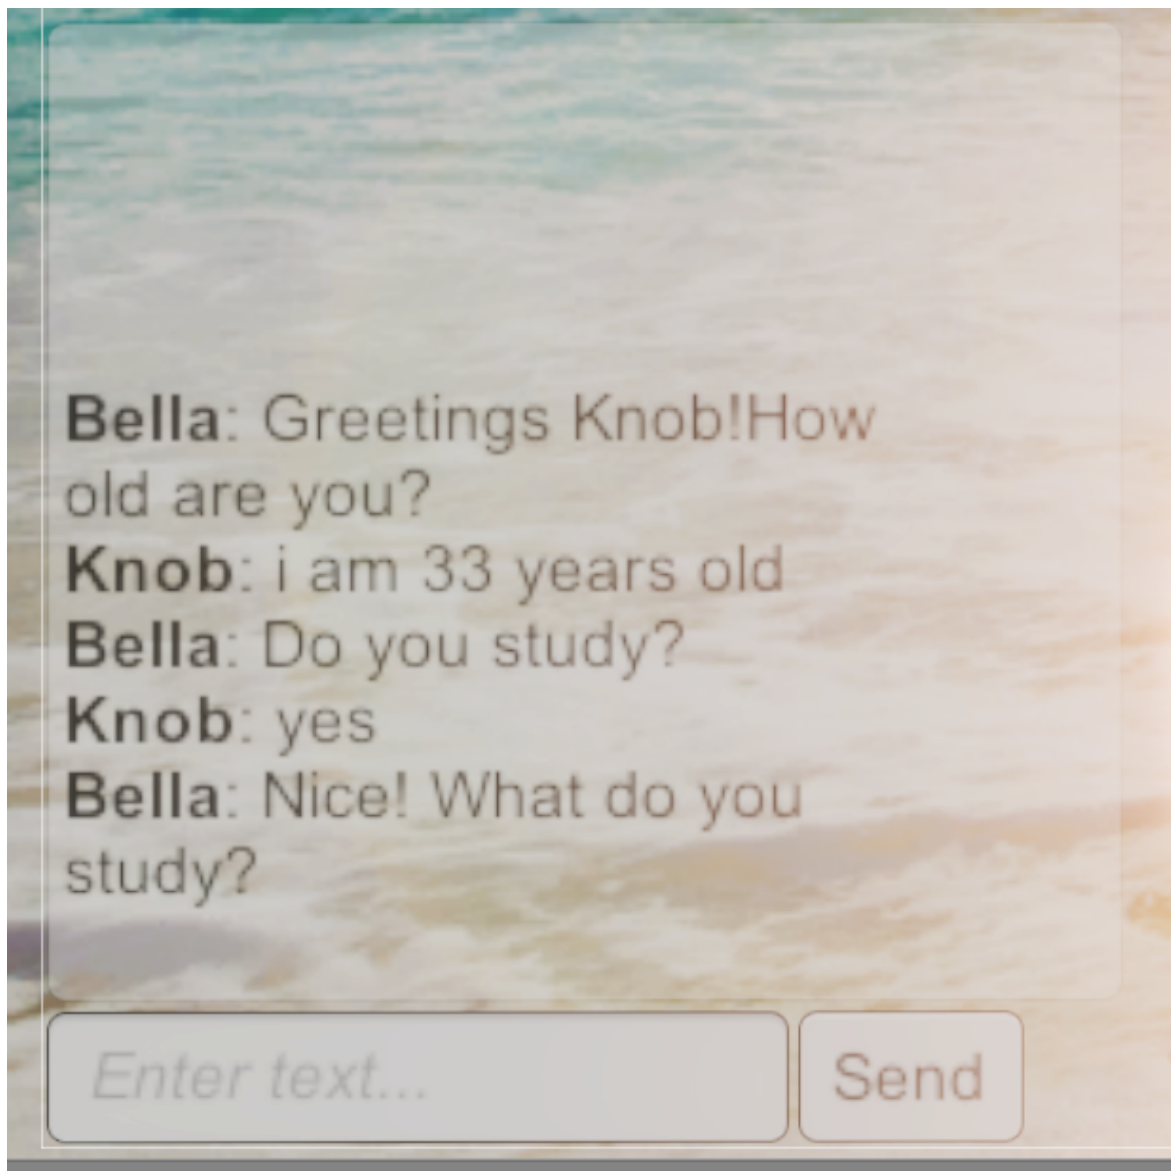 Bella: Greetings Knob!How
old are you?
Knob: i am 33 years old
Bella: Do you study?
Knob: yes
Bella: Nice! What do you
study?
Enter text...
Send